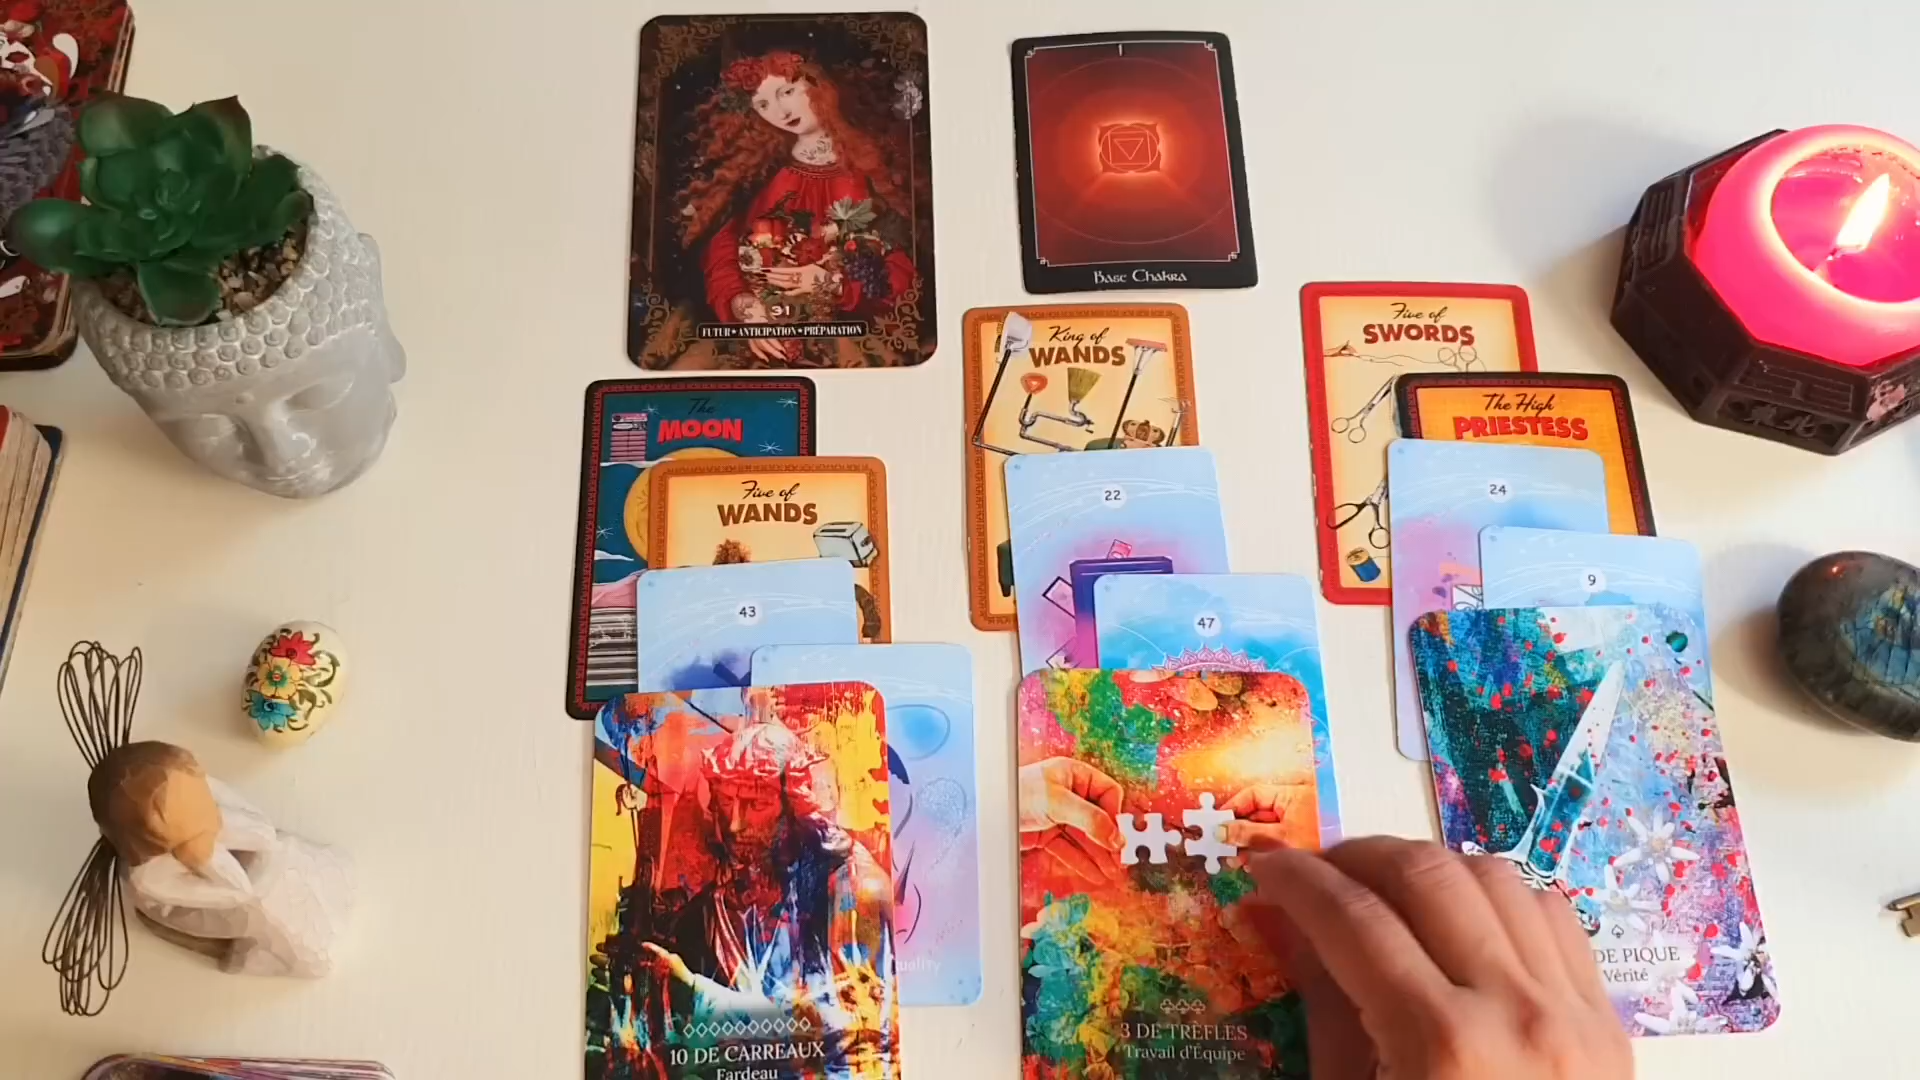 31
FUTUR • ANTICIPATION • PRÉPARATION
I
Base Chakra
The
MOON
Five of
WANDS
43
King of
WANDS
22
47
Five of
SWORDS
The High
PRIESTESS
24
9
10 DE CARREAUX
Fardeau
3 DE TRÈFLES
Travail d'Équipe
DE PIQUE
Vérité